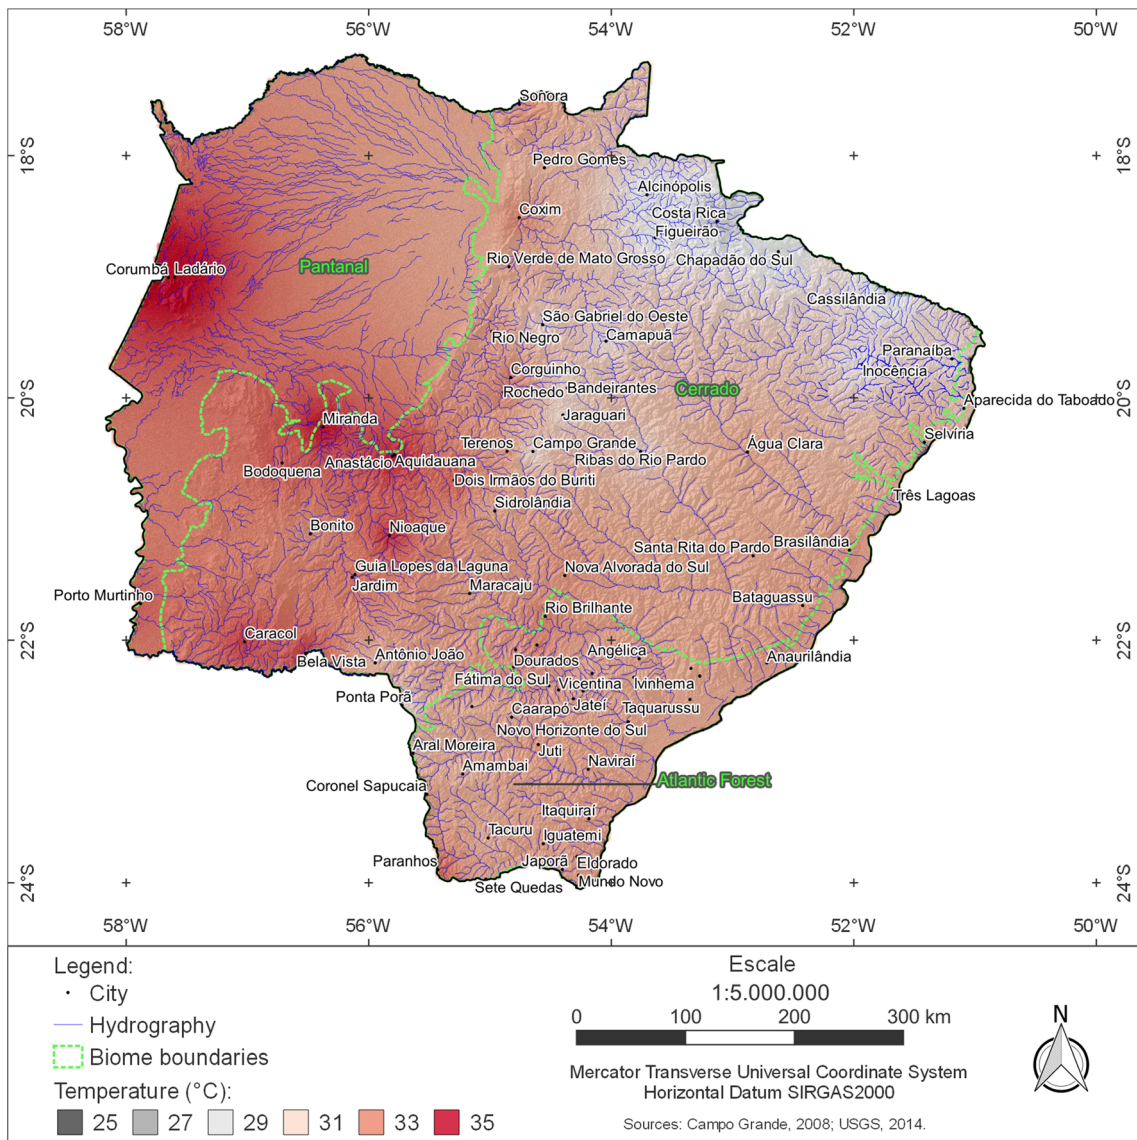 58°W 56°W 54°W 52°W 50°W
18°S 18°S
20°S 20°S
22°S 22°S
24°S 24°S
Sonora
Pedro Gomes
Alcinópolis
Coxim
Costa Rica
Figueirão
Rio Verde de Mato Grosso
Chapadão do Sul
Corumbá Ladário
Pantanal
Cassilândia
São Gabriel do Oeste
Rio Negro
Camapuã
Paranaíba
Inocência
Corguinho
Rochedo
Bandeirantes
Cerrado
Aparecida do Taboado
Jaraguari
Miranda
Selvíria
Terenos
Campo Grande
Água Clara
Anastácio
Aquidauana
Ribas do Rio Pardo
Bodoquena
Dois Irmãos do Buriti
Três Lagoas
Sidrolândia
Bonito
Nioaque
Brasilândia
Santa Rita do Pardo
Guia Lopes da Laguna
Nova Alvorada do Sul
Jardim
Maracaju
Porto Murtinho
Bataguassu
Rio Brilhante
Caracol
Angélica
Antônio João
Bela Vista
Dourados
Anaurilândia
Fátima do Sul
Vicentina
Ivinhema
Ponta Porã
Caarapó
Jateí
Taquarussu
Novo Horizonte do Sul
Aral Moreira
Juti
Amambai
Naviraí
Coronel Sapucaia
Atlantic Forest
Itaquiraí
Tacuru
Iguatemi
Paranhos
Japorã
Eldorado
Sete Quedas
Mundo Novo
58°W 56°W 54°W 52°W 50°W
Legend:
City
Hydrography
Biome boundaries
Temperature (°C):
25 27 29 31 33 35
Escale
1:5.000.000
0 100 200 300 km
Mercator Transverse Universal Coordinate System
Horizontal Datum SIRGAS2000
Sources: Campo Grande, 2008; USGS, 2014.
N